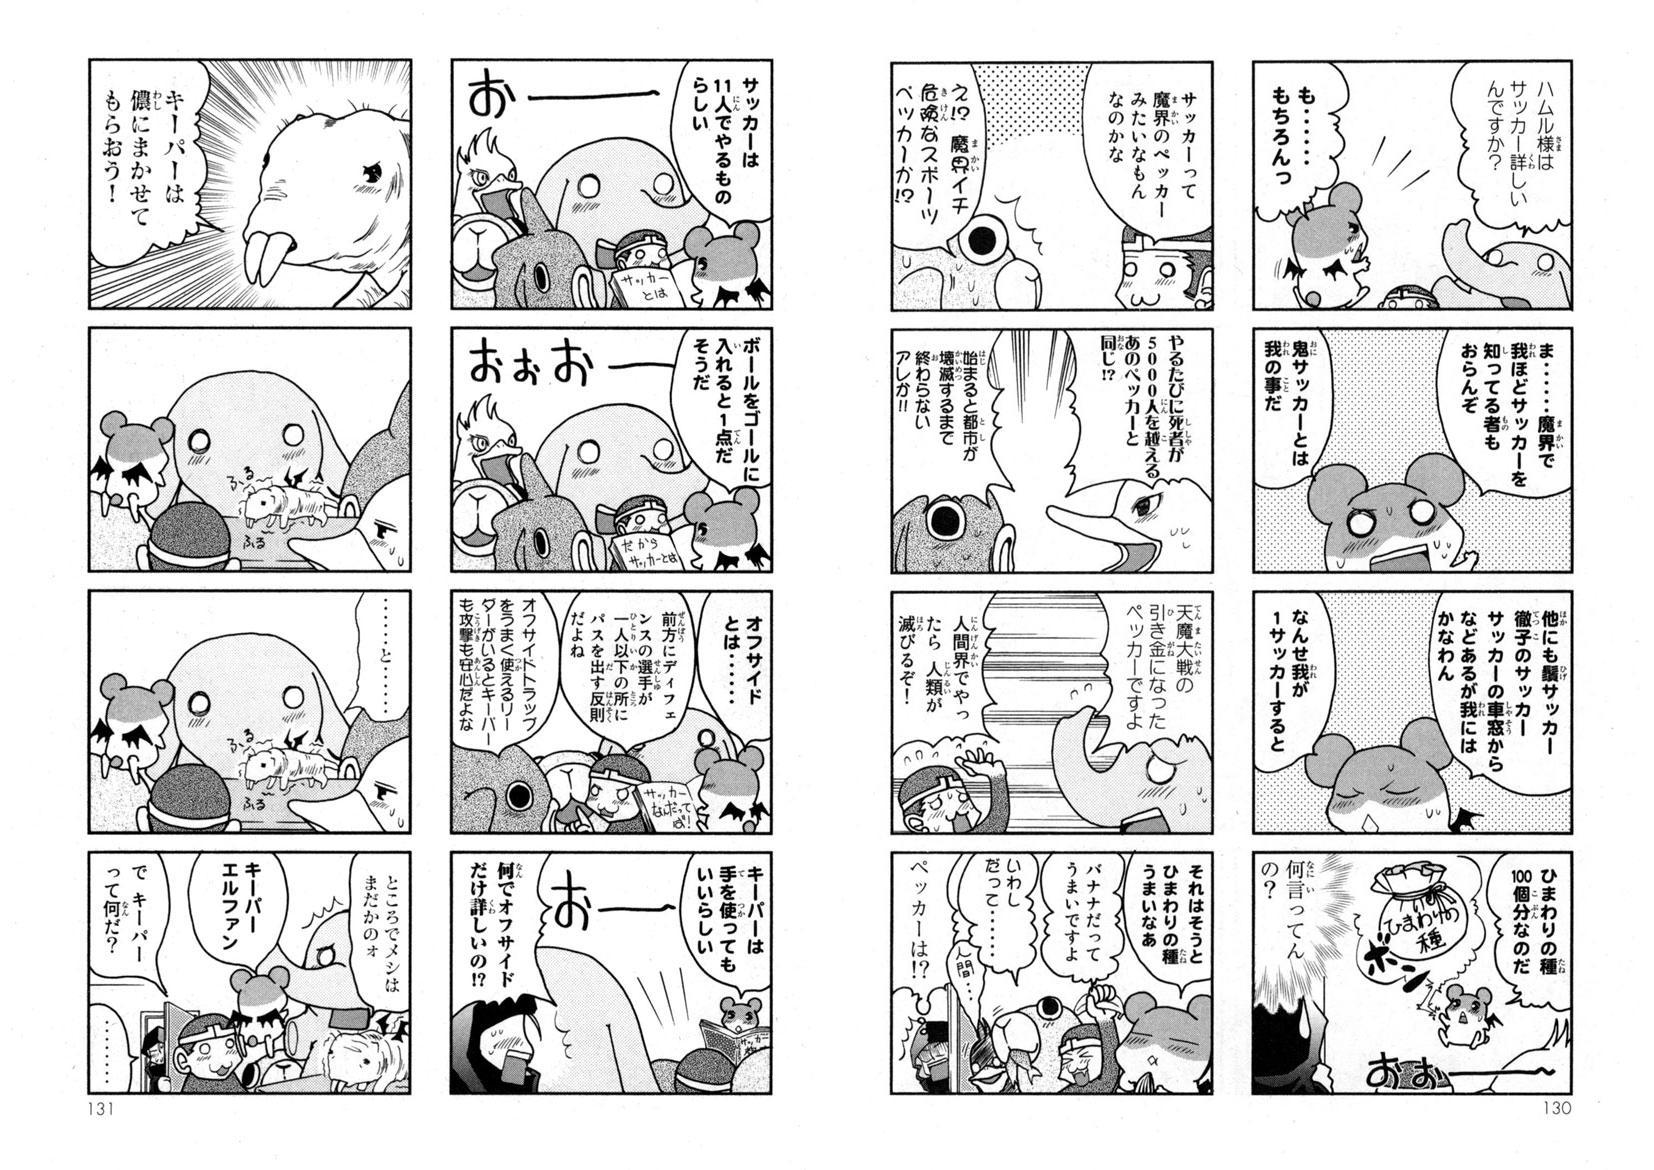 ハムル様は
サッカー詳しい
んですか?
も……
もちろんっ
ま……魔界で
我ほどサッカーを
知ってる者も
おらんぞ
鬼サッカーとは
我の事だ
他にも鬚サッカー
徹子のサッカー
サッカーの車窓から
などあるが我には
かなわん
なんせ我が
1サッカーすると
ひまわりの種
100個分なのだ
ひまわりの
種
ポン
何言ってん
の?
おぉーーー
サッカーって
魔界のペッカー
みたいなもん
なのかな
え!? 魔界イチ
危険なスポーツ
ペッカーか!?
やるたびに死者が
5000人を越える
あのペッカーと
同じ!?
始まると都市が
壊滅するまで
終わらない
アレか!!
天魔大戦の
引き金になった
ペッカーですよ
人間界でやっ
たら 人類が
滅びるぞ!
それはそうと
ひまわりの種
うまいなあ
バナナだって
うまいですよ
いわし
だって……
人間…
ペッカーは!?
130
サッカーは
11人でやるもの
らしい
おーーー
サッカー
とは
ボールをゴールに
入れると1点だ
そうだ
おぉおーー
だから
サッカーとは
オフサイド
とは……
前方にディフェ
ンスの選手が
一人以下の所に
パスを出す反則
だよね
オフサイドトラップ
をうまく使えるリー
ダーがいるとキーパー
も攻撃も安心だよな
サッカー
なんだって
ば!
キーパーは
手を使っても
いいらしい
おーーー
何でオフサイド
だけ詳しいの!?
キーパーは
儂にまかせて
もらおう!
ふる
ふる
……と……
ふる
ふる
ところでメシは
まだかのォ
キーパー
エルファン
で キーパー
って何だ?
……
131